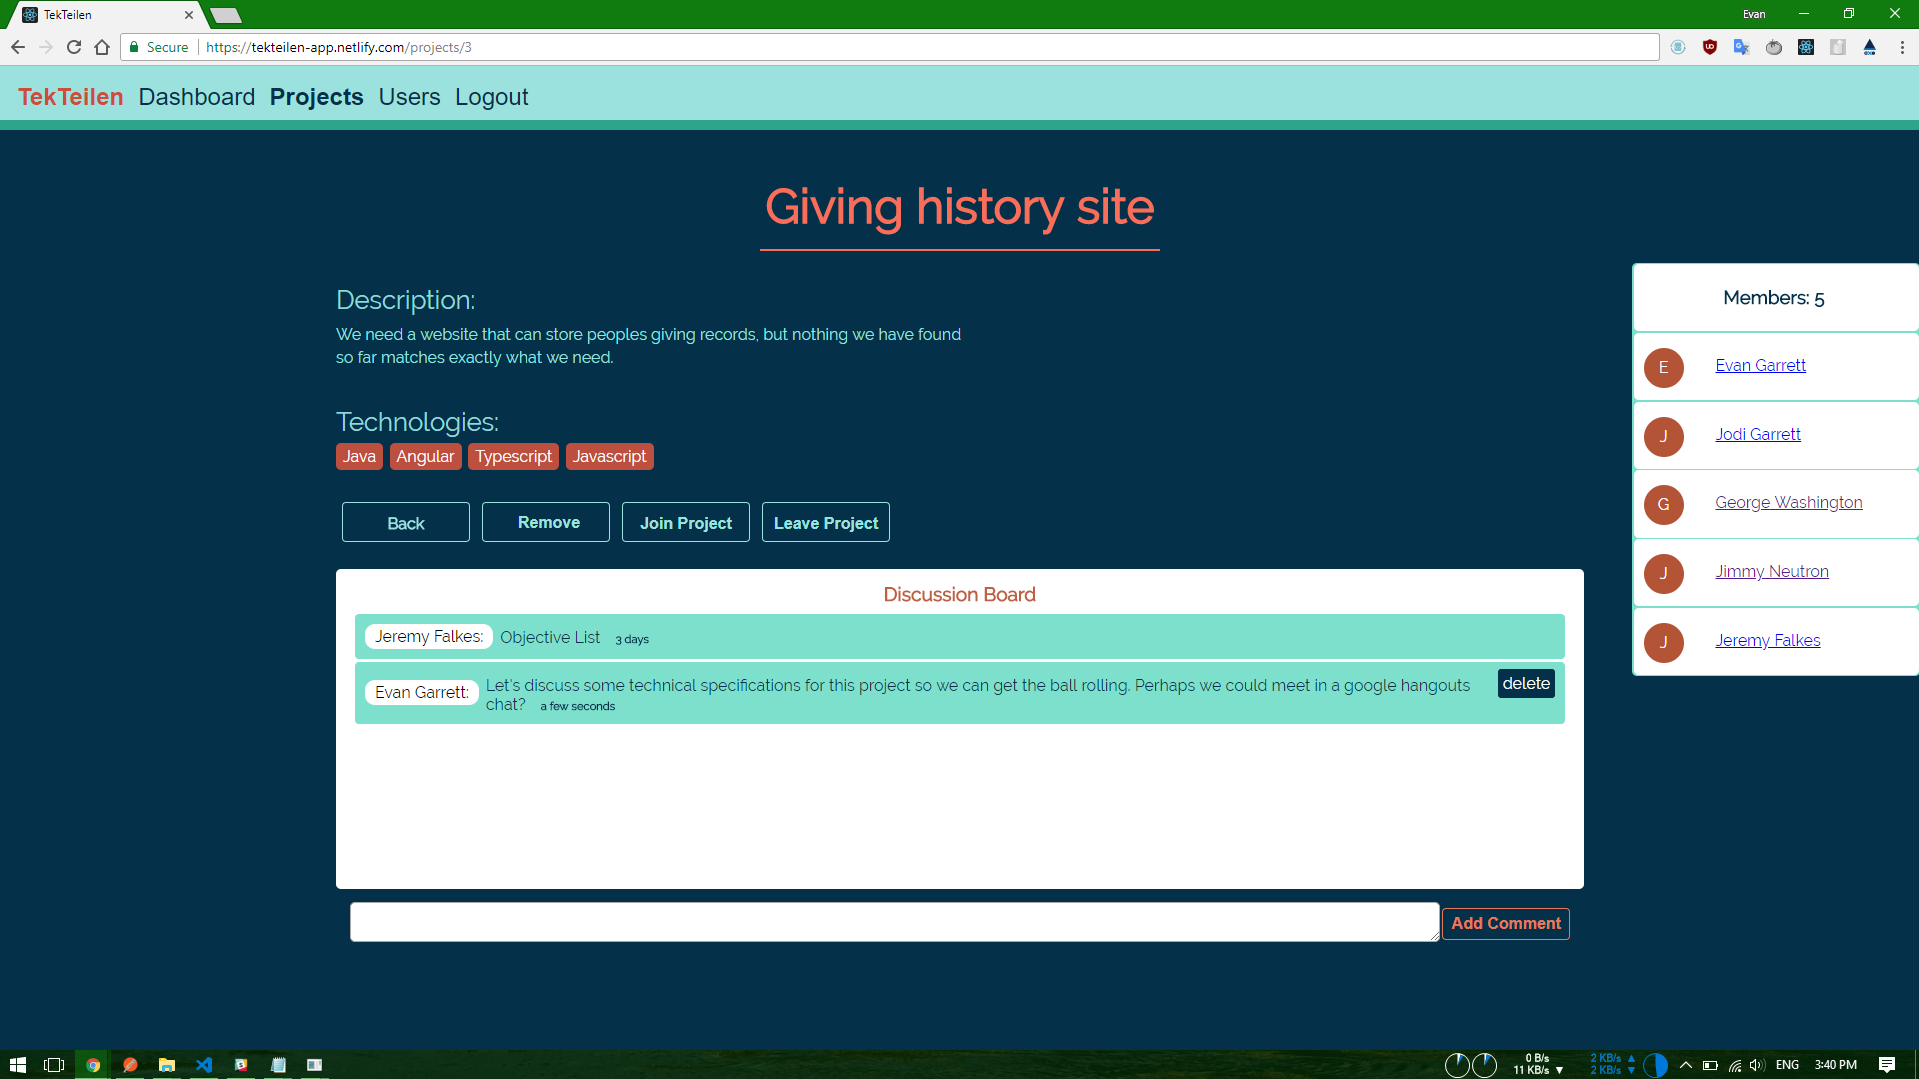 TekTeilen
Evan
Secure
https://tekteilen-app.netlify.com/projects/3
TekTeilen Dashboard Projects Users Logout
Giving history site
Description:
We need a website that can store peoples giving records, but nothing we have found
so far matches exactly what we need.
Technologies:
Java Angular Typescript Javascript
Back Remove Join Project Leave Project
Discussion Board
Jeremy Falkes: Objective List 3 days
Evan Garrett: Let's discuss some technical specifications for this project so we can get the ball rolling. Perhaps we could meet in a google hangouts
chat? a few seconds
delete
Add Comment
Members: 5
E Evan Garrett
J Jodi Garrett
G George Washington
J Jimmy Neutron
J Jeremy Falkes
0 B/s
11 KB/s ▼
2 KB/s ▲
2 KB/s ▼
ENG
3:40 PM